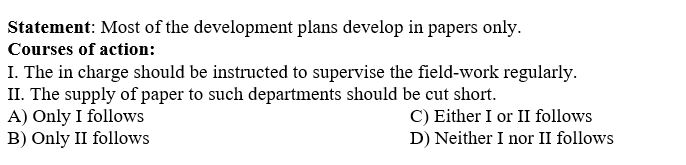 Statement: Most of the development plans develop in papers only.
Courses of action:
I. The in charge should be instructed to supervise the field-work regularly.
II. The supply of paper to such departments should be cut short.
A) Only I follows C) Either I or II follows
B) Only II follows D) Neither I nor II follows